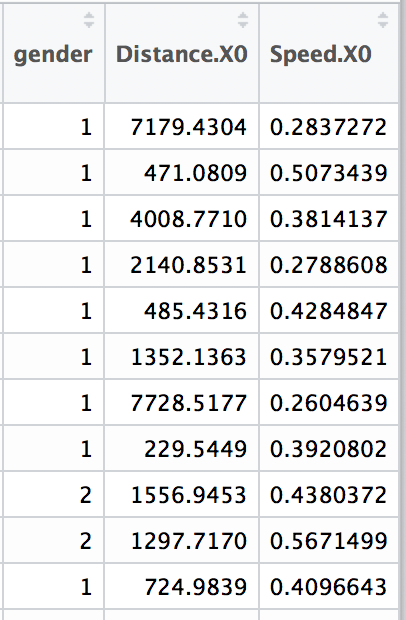 gender Distance.X0 Speed.X0
1 7179.4304 0.2837272
1 471.0809 0.5073439
1 4008.7710 0.3814137
1 2140.8531 0.2788608
1 485.4316 0.4284847
1 1352.1363 0.3579521
1 7728.5177 0.2604639
1 229.5449 0.3920802
2 1556.9453 0.4380372
2 1297.7170 0.5671499
1 724.9839 0.4096643